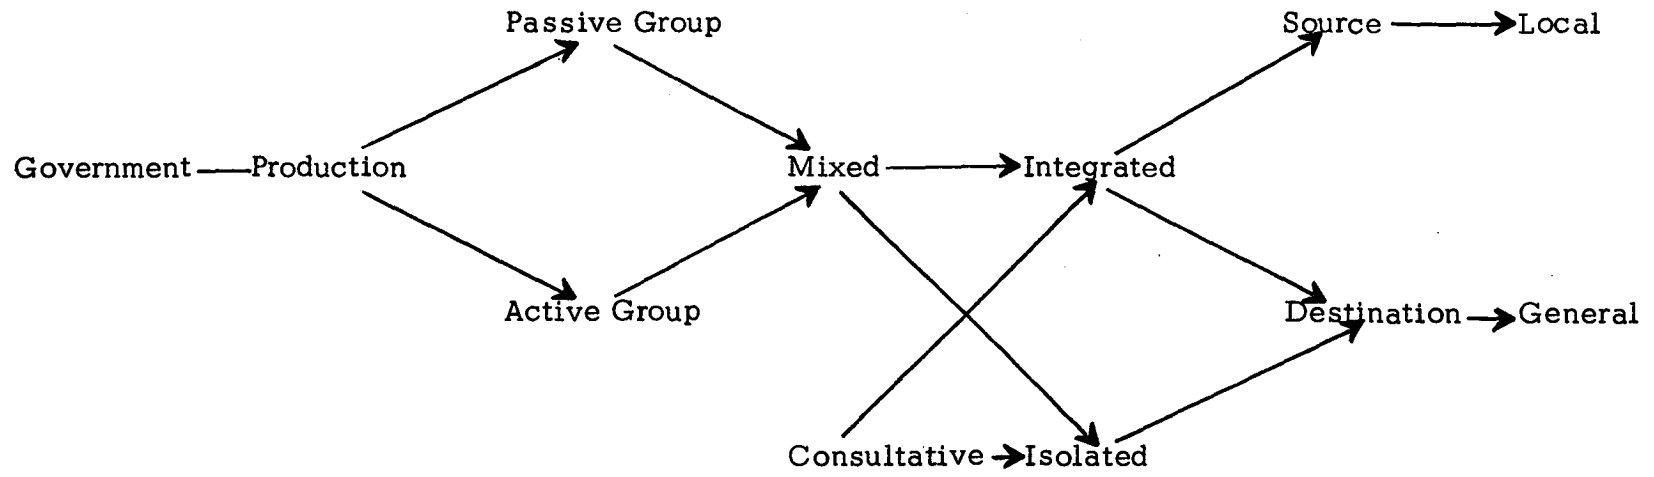 Passive Group
Source
Local
Government
Production
Mixed
Integrated
Active Group
Destination
General
Consultative
Isolated